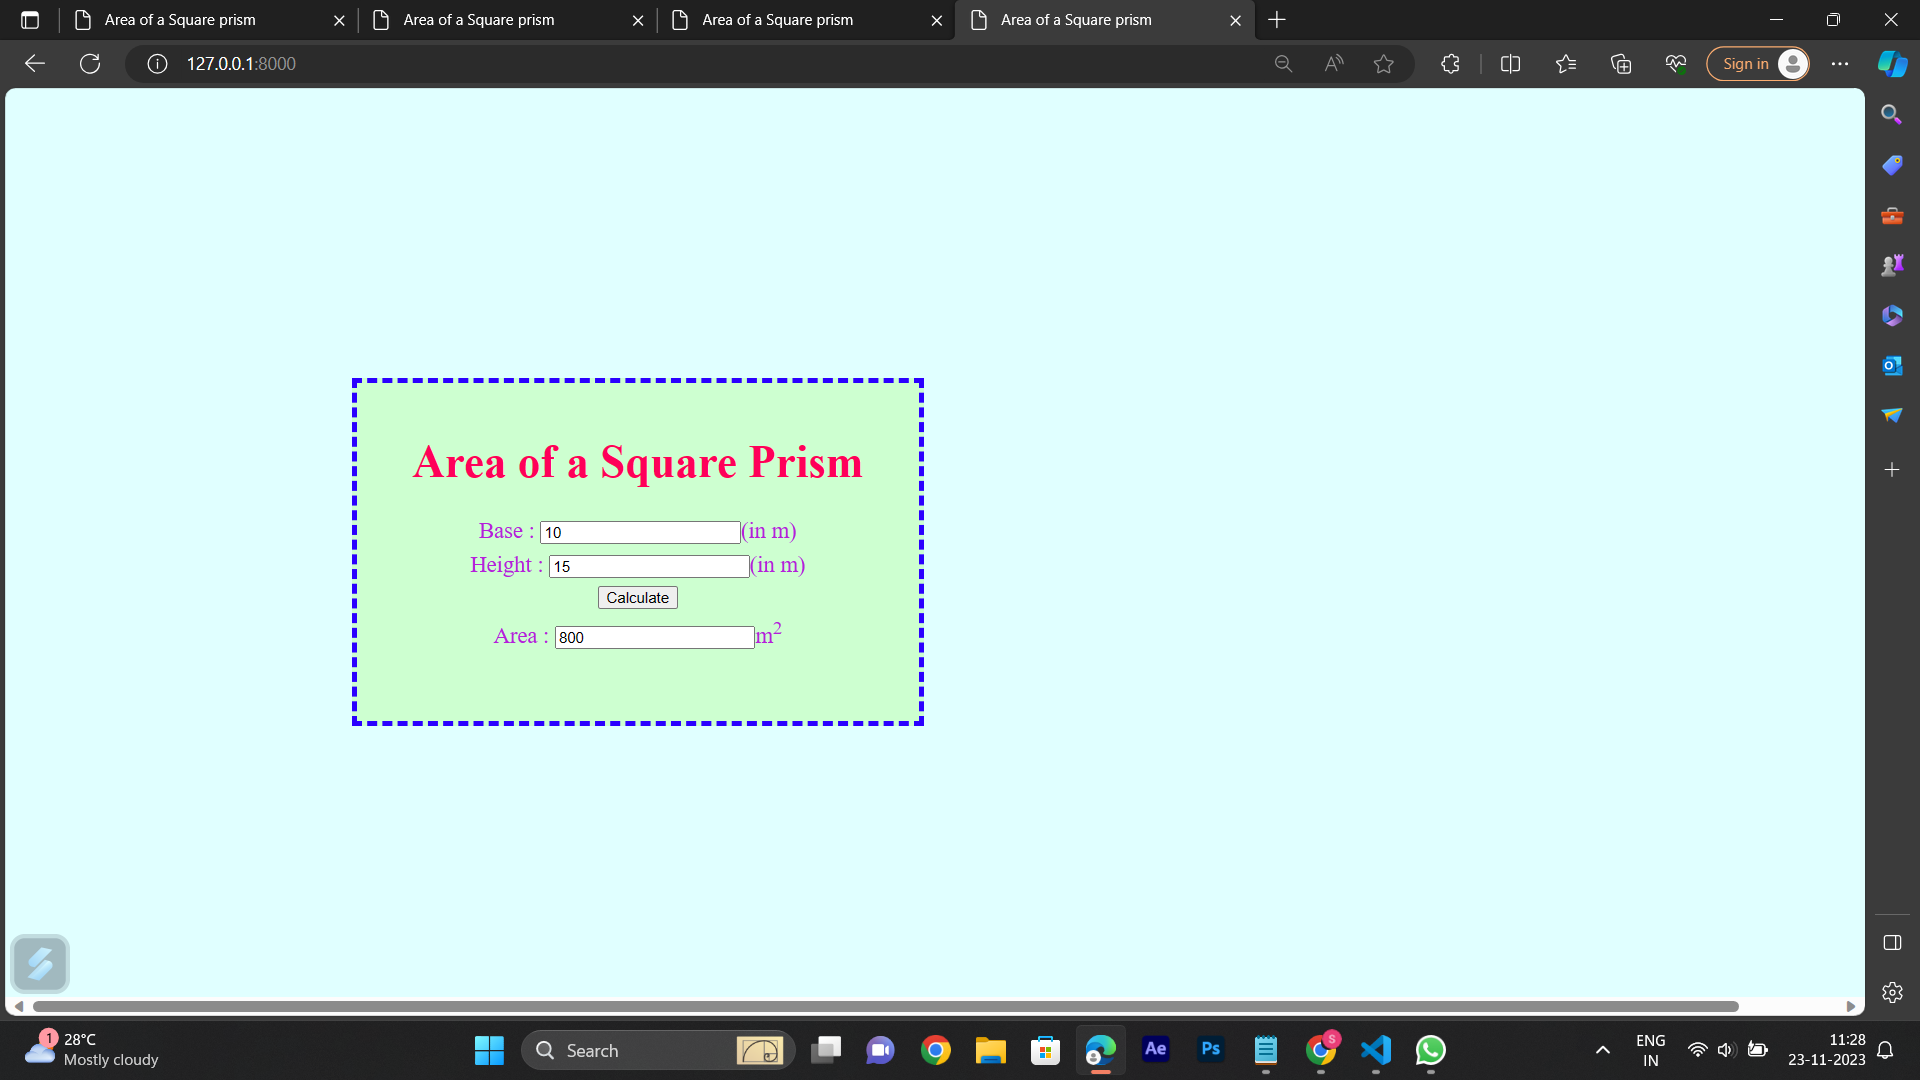 Area of a Square prism
Area of a Square prism
Area of a Square prism
Area of a Square prism
127.0.0.1:8000
Sign in
Area of a Square Prism
Base : 10 (in m)
Height : 15 (in m)
Calculate
Area : 800 m²
1
28°C
Mostly cloudy
Search
Ae
Ps
S
ENG
IN
11:28
23-11-2023